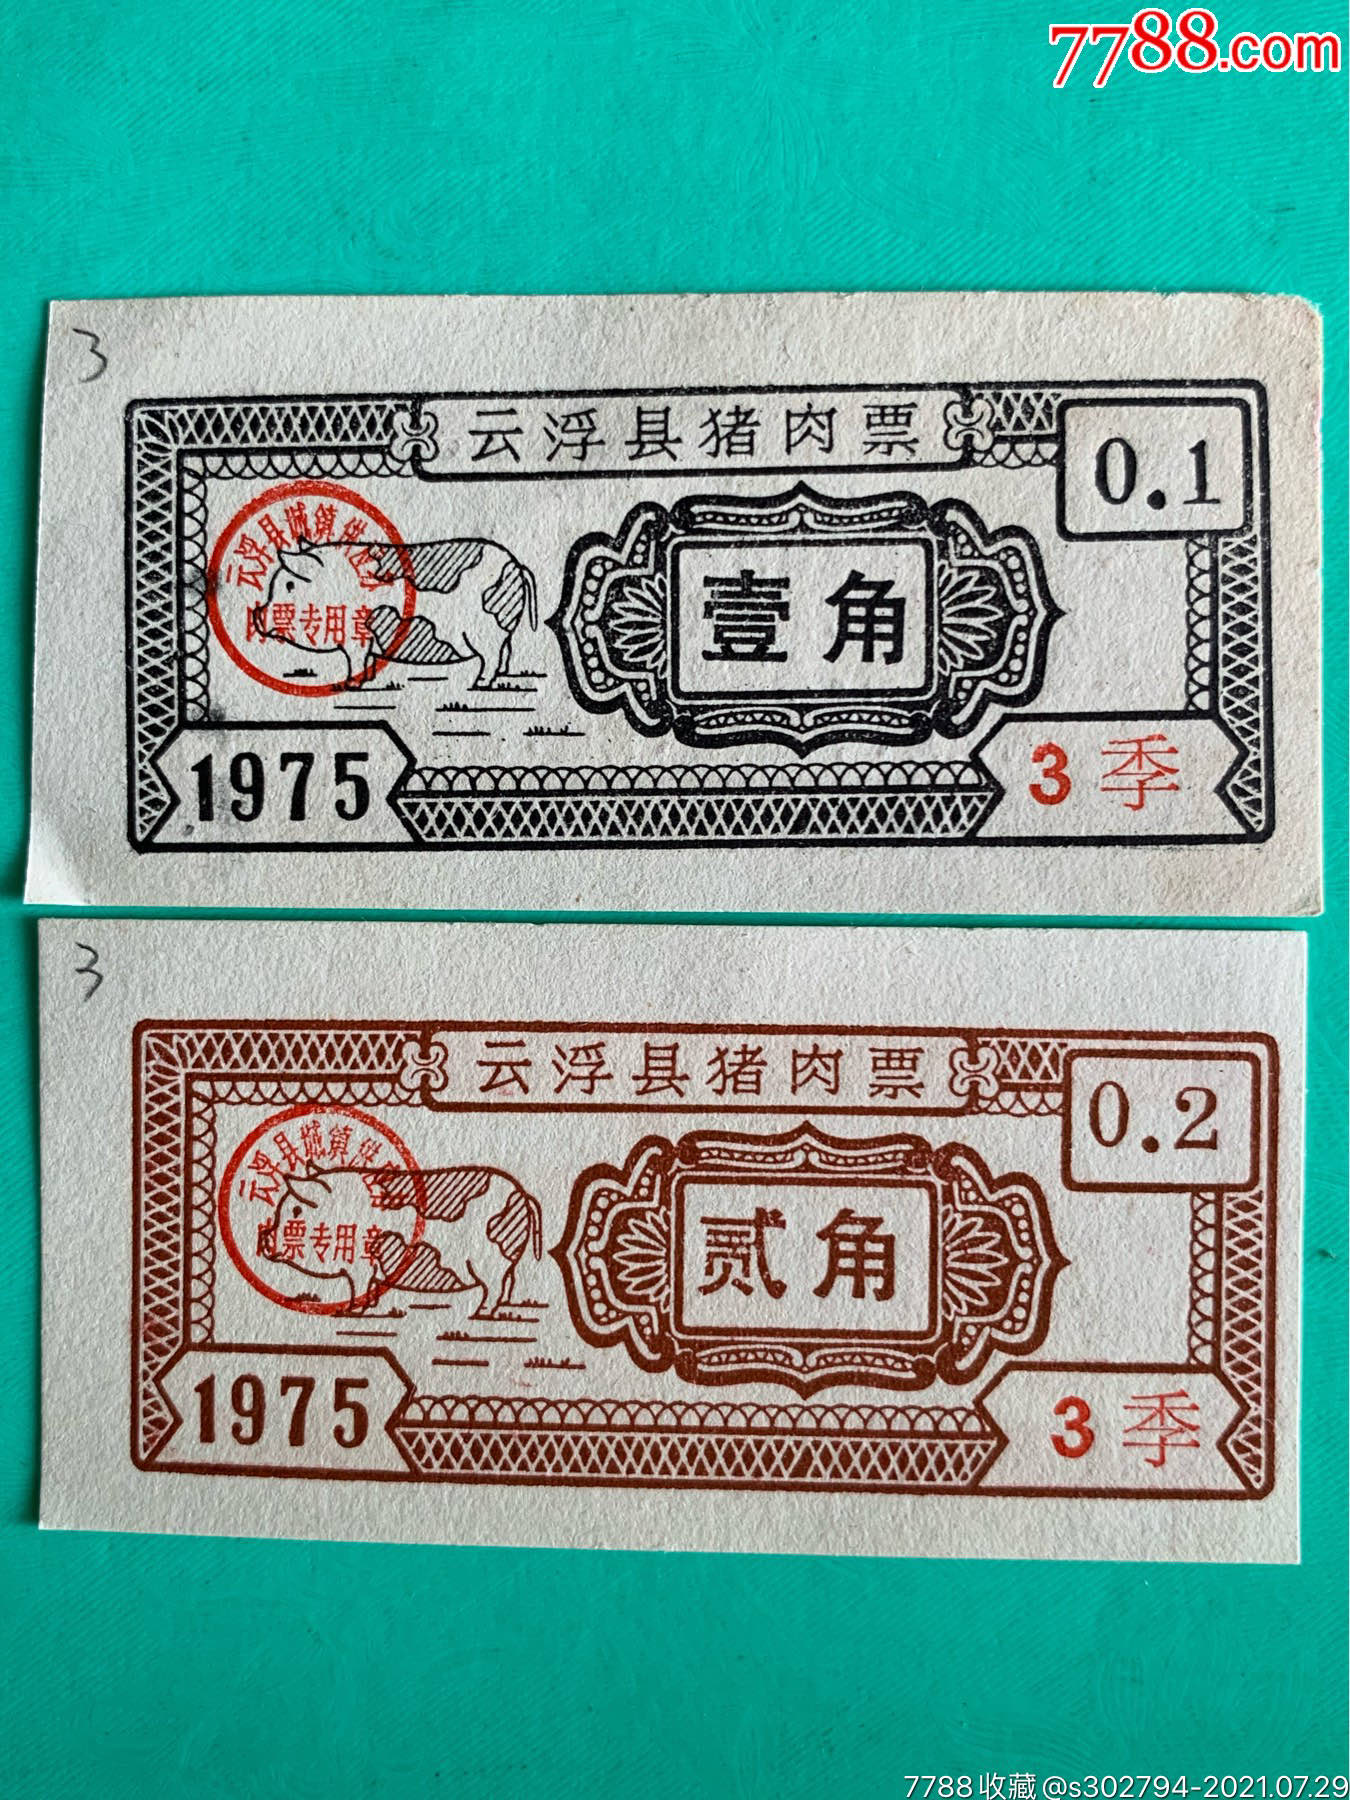 7788.com
3
云浮县猪肉票
0.1
云浮县城镇供应
肉票专用章
壹角
1975
3季
3
云浮县猪肉票
0.2
云浮县城镇供应
肉票专用章
贰角
1975
3季
7788收藏@s302794-2021.07.29